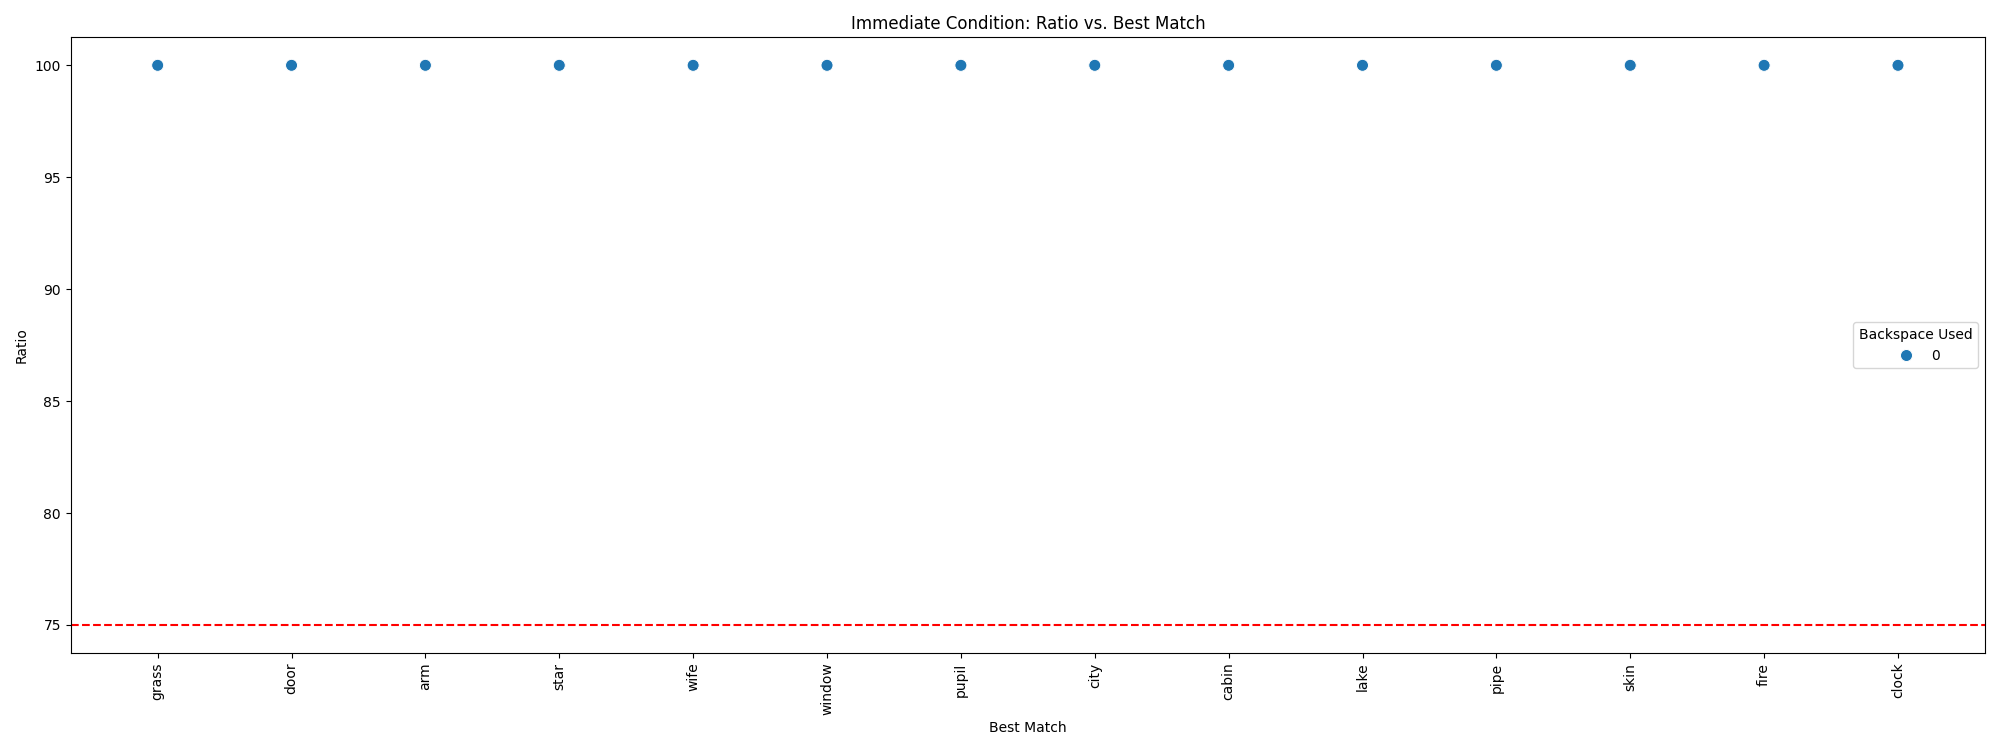 Immediate Condition: Ratio vs. Best Match
100
95
90
85
80
75
Ratio
Backspace Used
0
grass
door
arm
star
wife
window
pupil
city
cabin
lake
pipe
skin
fire
clock
Best Match